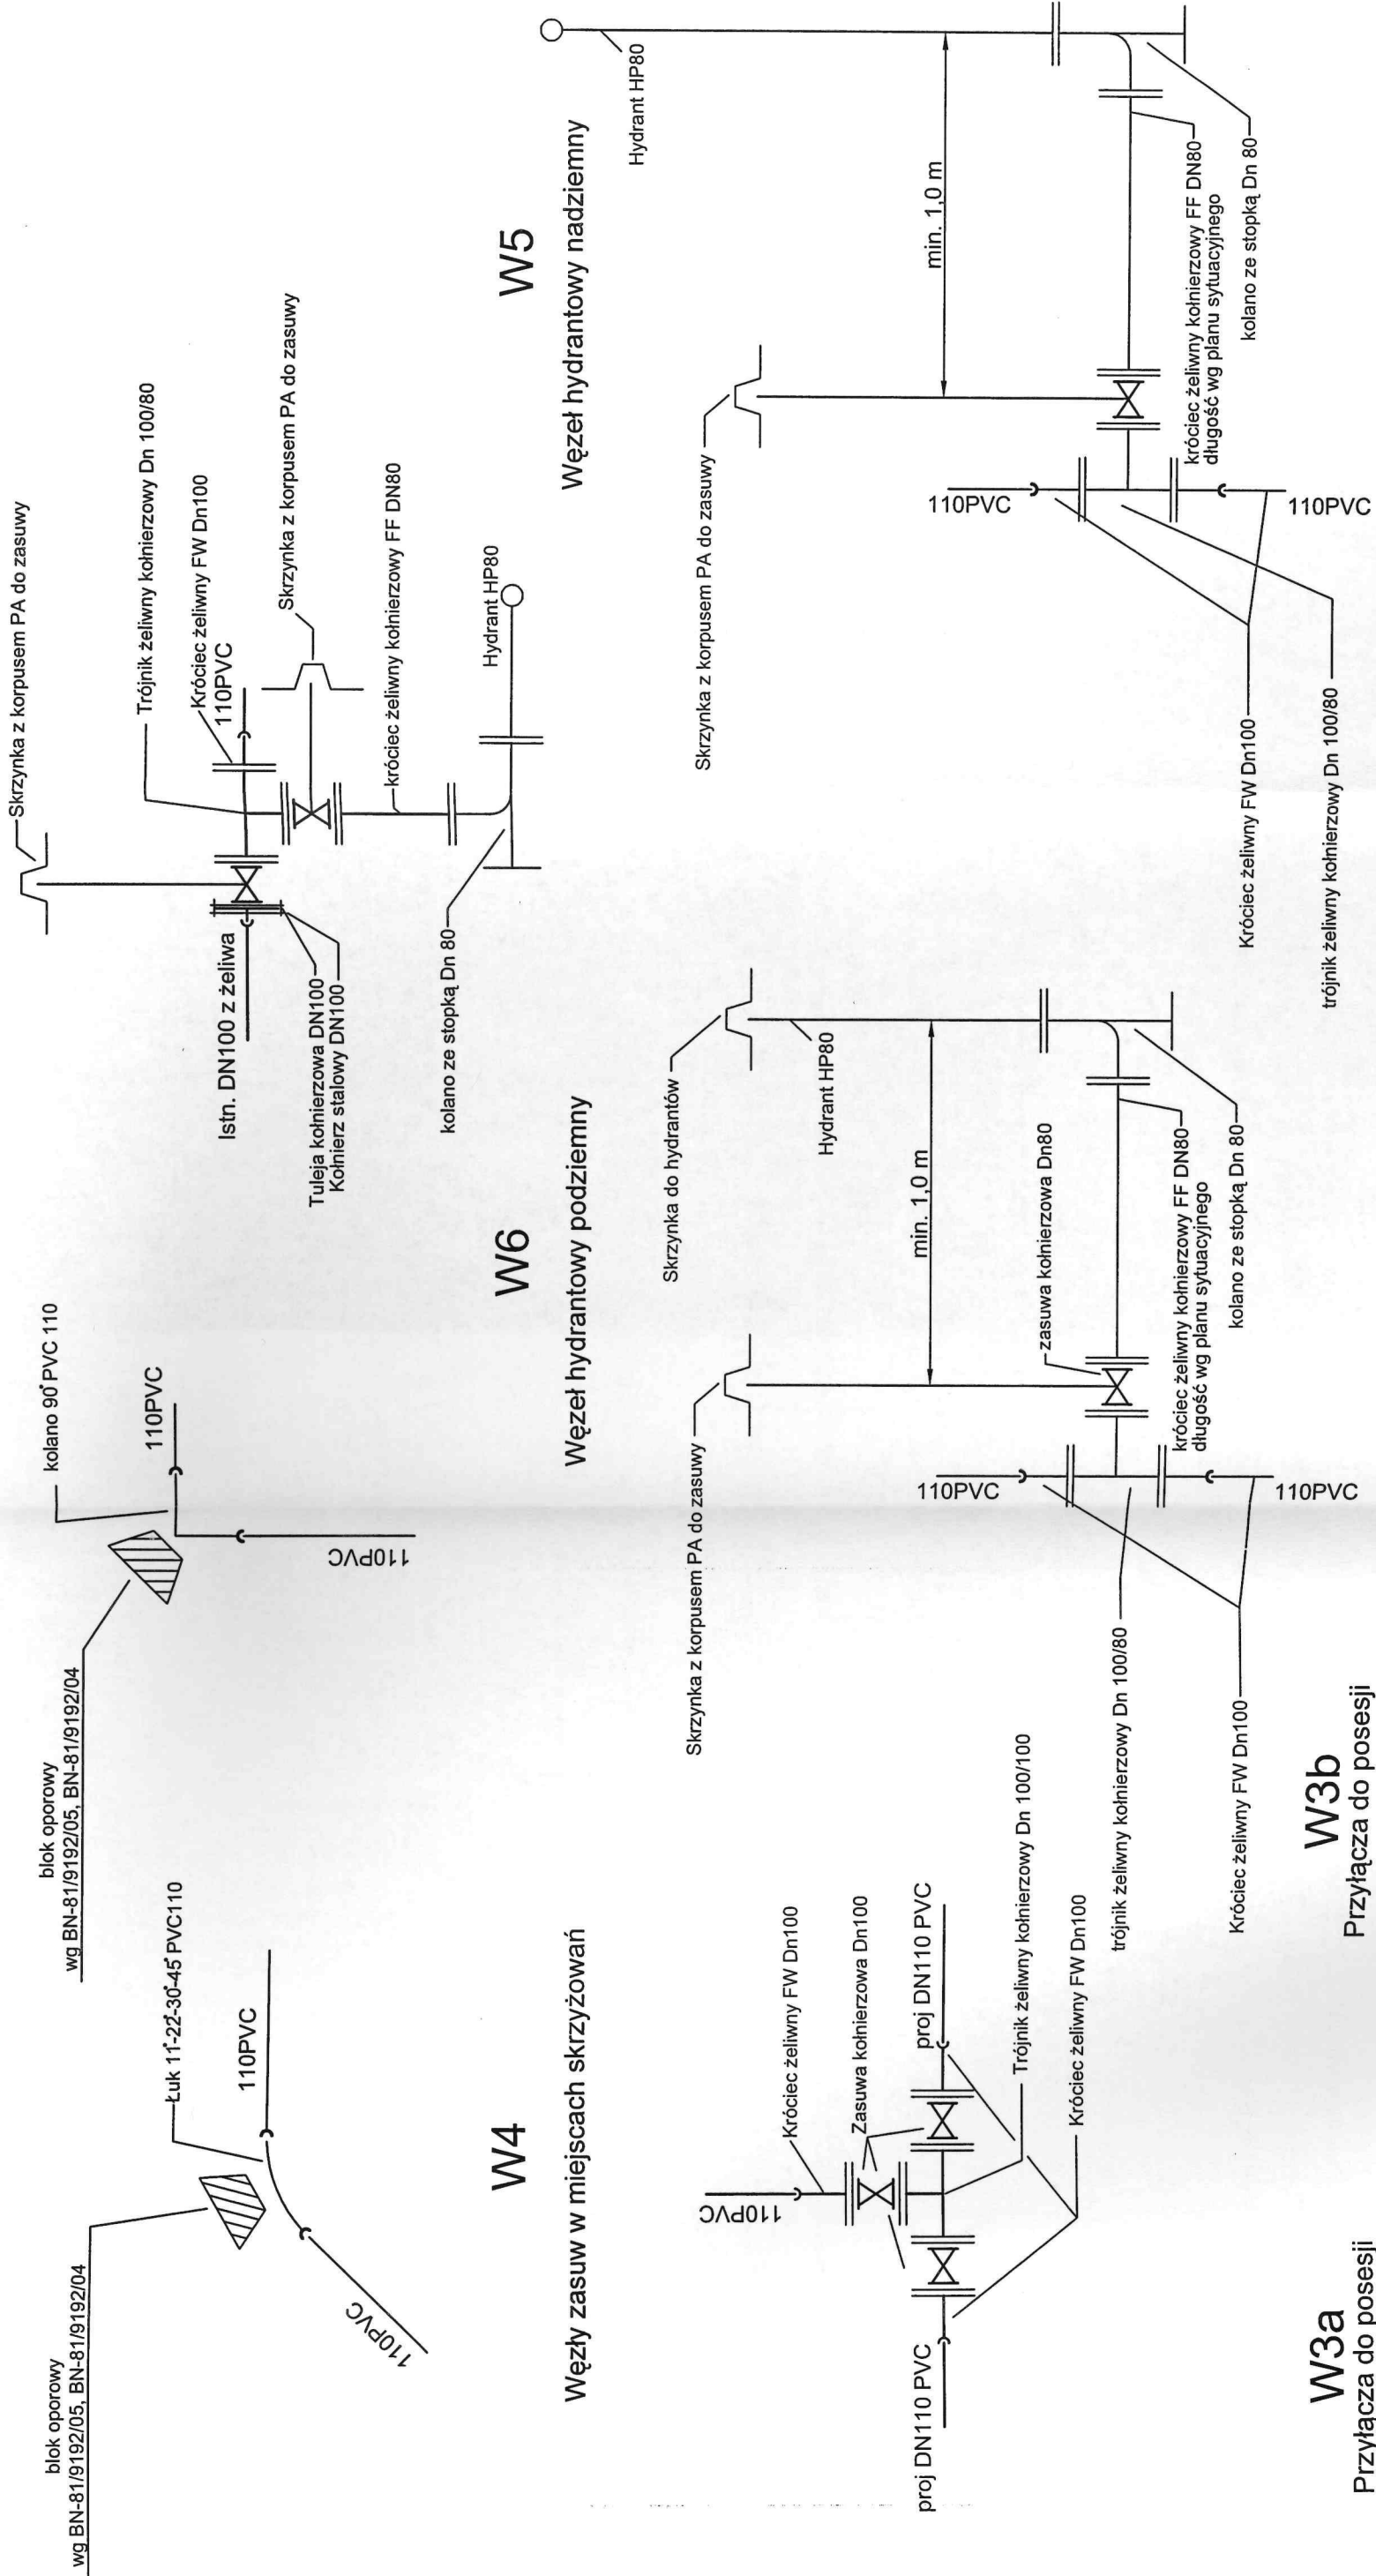 blok oporowy
wg BN-81/9192/05, BN-81/9192/04
Łuk 11°-22°-30°-45° PVC110
110PVC
110PVC
blok oporowy
wg BN-81/9192/05, BN-81/9192/04
kolano 90° PVC 110
110PVC
110PVC
Skrzynka z korpusem PA do zasuwy
Trójnik żeliwny kołnierzowy Dn 100/80
Króciec żeliwny FW Dn100
110PVC
Skrzynka z korpusem PA do zasuwy
Istn. DN100 z żeliwa
Tuleja kołnierzowa DN100
Kołnierz stalowy DN100
króciec żeliwny kołnierzowy FF DN80
kolano ze stopką Dn 80
Hydrant HP80
W4
Węzły zasuw w miejscach skrzyżowań
110PVC
Króciec żeliwny FW Dn100
Zasuwa kołnierzowa Dn100
proj DN110 PVC
proj DN110 PVC
Trójnik żeliwny kołnierzowy Dn 100/100
Króciec żeliwny FW Dn100
W6
Węzeł hydrantowy podziemny
Skrzynka do hydrantów
Skrzynka z korpusem PA do zasuwy
Hydrant HP80
min. 1,0 m
zasuwa kołnierzowa Dn80
110PVC
110PVC
króciec żeliwny kołnierzowy FF DN80
długość wg planu sytuacyjnego
kolano ze stopką Dn 80
trójnik żeliwny kołnierzowy Dn 100/80
Króciec żeliwny FW Dn100
W5
Węzeł hydrantowy nadziemny
Hydrant HP80
Skrzynka z korpusem PA do zasuwy
min. 1,0 m
110PVC
110PVC
króciec żeliwny kołnierzowy FF DN80
długość wg planu sytuacyjnego
kolano ze stopką Dn 80
Króciec żeliwny FW Dn100
trójnik żeliwny kołnierzowy Dn 100/80
W3a
Przyłącza do posesji
W3b
Przyłącza do posesji